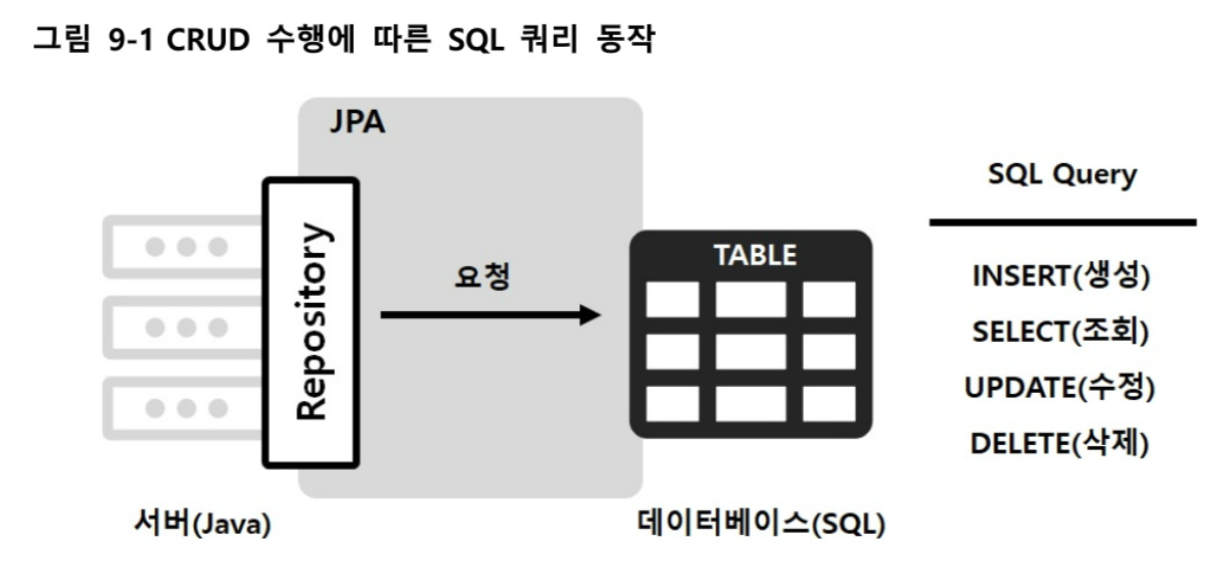 그림 9-1 CRUD 수행에 따른 SQL 쿼리 동작
JPA
Repository
요청
TABLE
서버(Java)
데이터베이스(SQL)
SQL Query
INSERT(생성)
SELECT(조회)
UPDATE(수정)
DELETE(삭제)